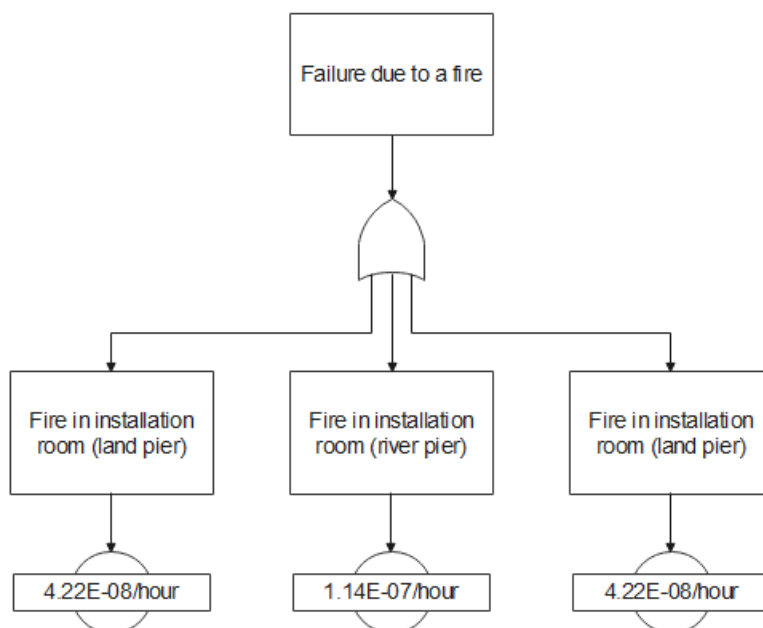 Failure due to a fire
Fire in installation
room (land pier)
Fire in installation
room (river pier)
Fire in installation
room (land pier)
4.22E-08/hour
1.14E-07/hour
4.22E-08/hour